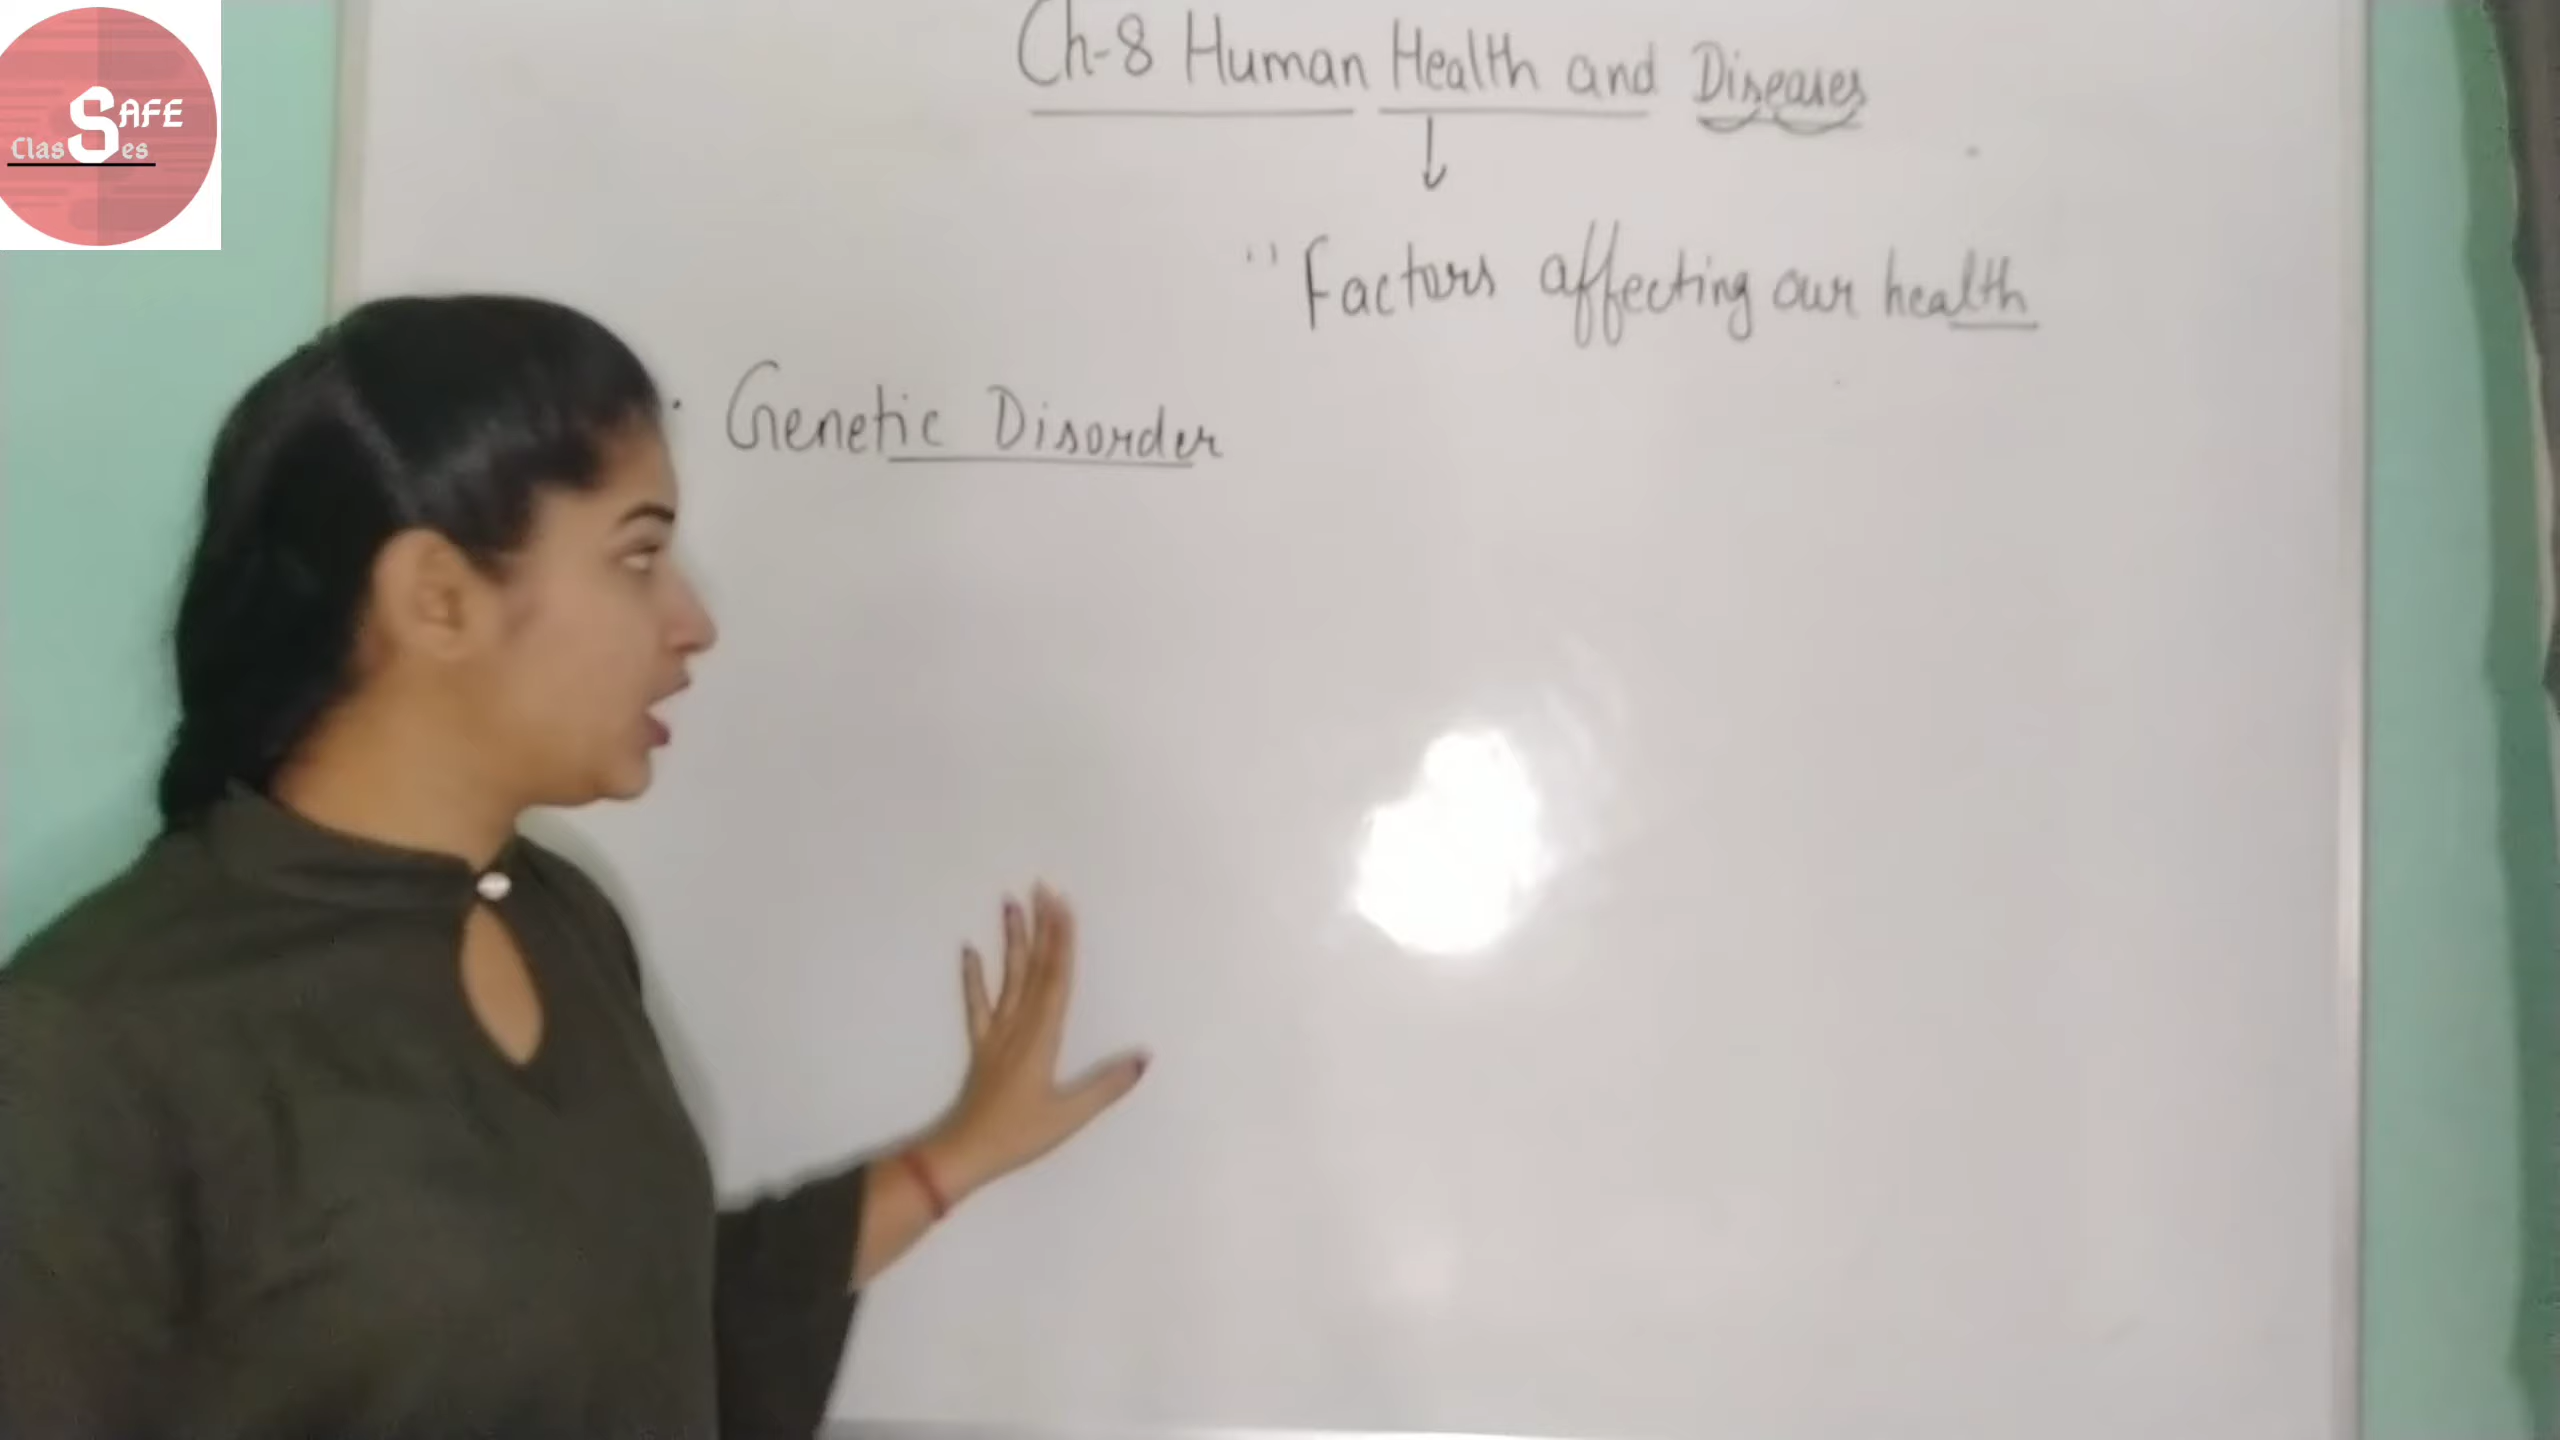 SAFE
Classes
Ch-8 Human Health and Diseases
" Factors affecting our health
· Genetic Disorder